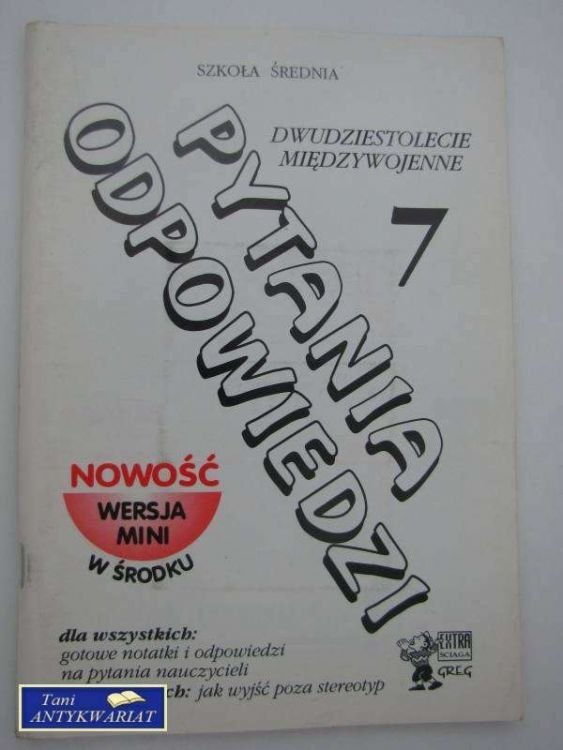 SZKOŁA ŚREDNIA
DWUDZIESTOLECIE
MIĘDZYWOJENNE
7
PYTANIA
ODPOWIEDZI
NOWOŚĆ
WERSJA
MINI
W ŚRODKU
dla wszystkich:
gotowe notatki i odpowiedzi
na pytania nauczycieli
ch: jak wyjść poza stereotyp
EXTRA
ŚCIĄGA
GREG
Tani
ANTYKWARIAT